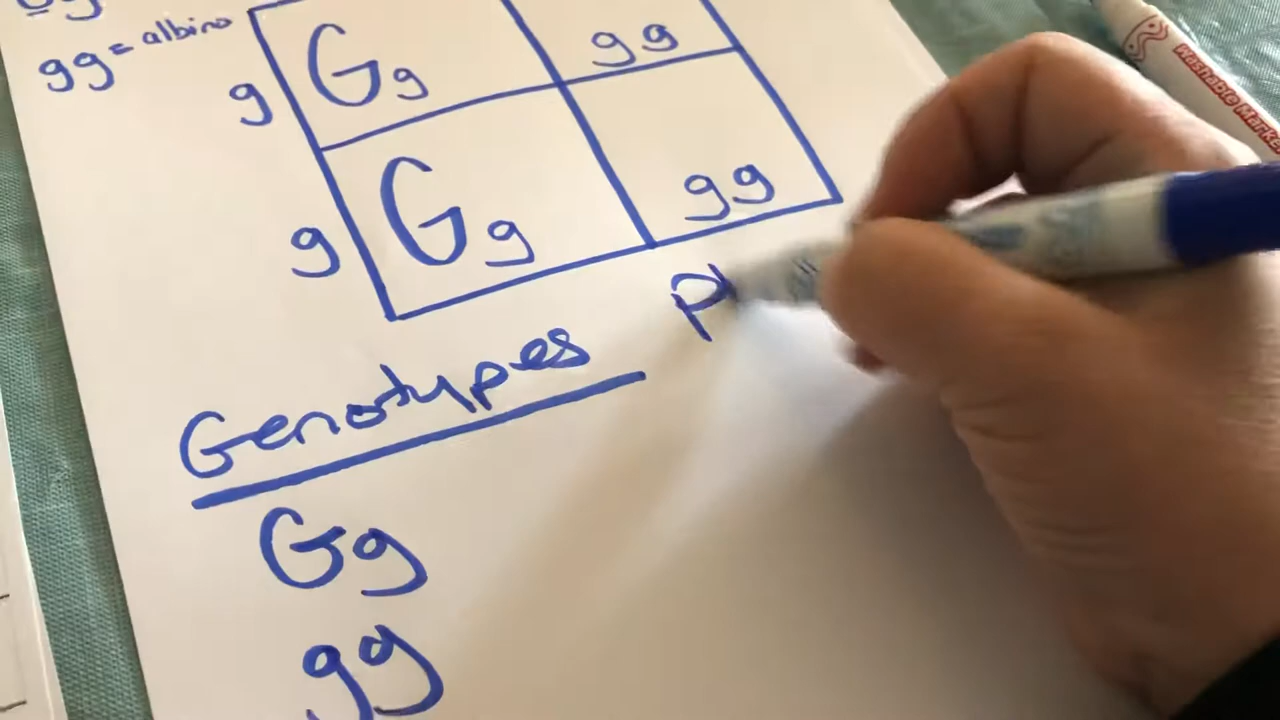 gg = albino
g Gg gg
g Gg gg
Genotypes
Gg
gg
Washable Marker